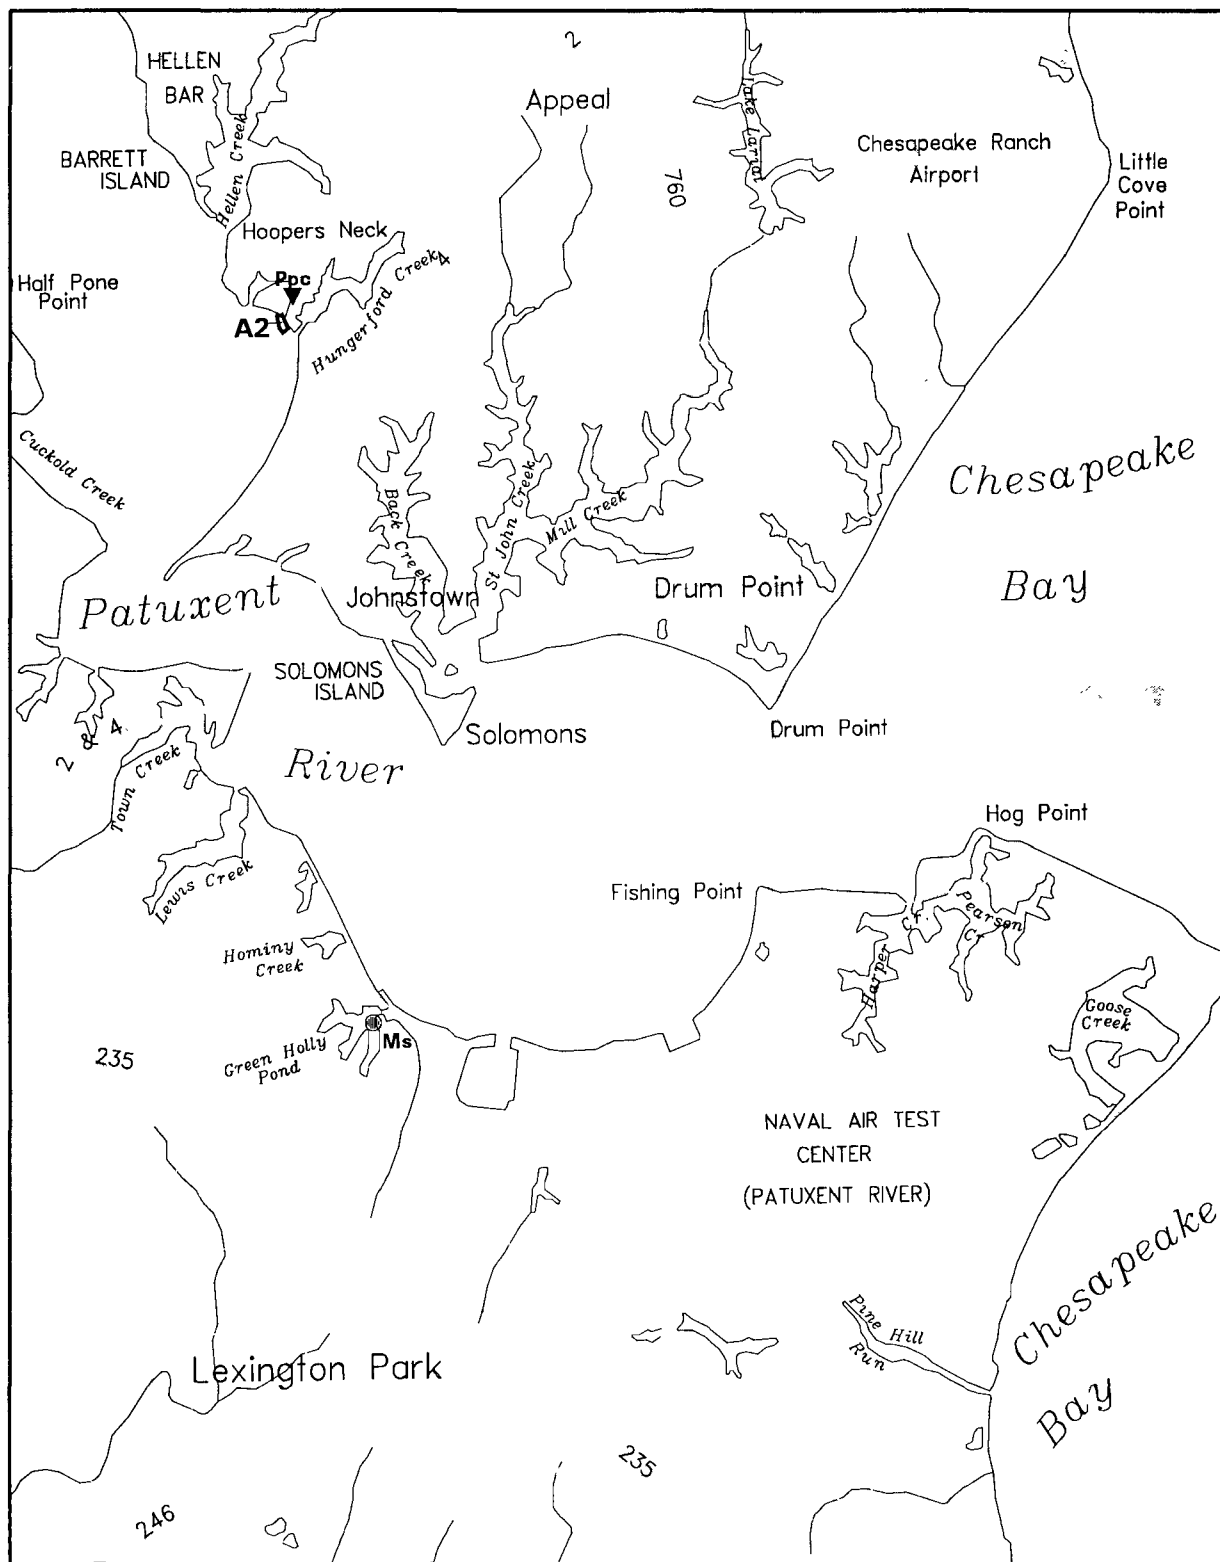 2
HELLEN
BAR
Appeal
Lake Lariat
Chesapeake Ranch
Airport
Little
Cove
Point
BARRETT
ISLAND
Hellen Creek
760
Hoopers Neck
Half Pone
Point
Ppc
A2
4
Hungerford Creek
Cuckold Creek
Back Creek
St John Creek
Mill Creek
Chesapeake
Bay
Patuxent
River
Johnstown
Drum Point
SOLOMONS
ISLAND
Solomons
Drum Point
2 & 4
Town Creek
Lewis Creek
Hog Point
Fishing Point
Harper Cr.
Pearson
Cr
Hominy
Creek
Goose
Creek
Green Holly
Pond
Ms
235
NAVAL AIR TEST
CENTER
(PATUXENT RIVER)
Chesapeake
Bay
Pine Hill
Run
Lexington Park
235
246